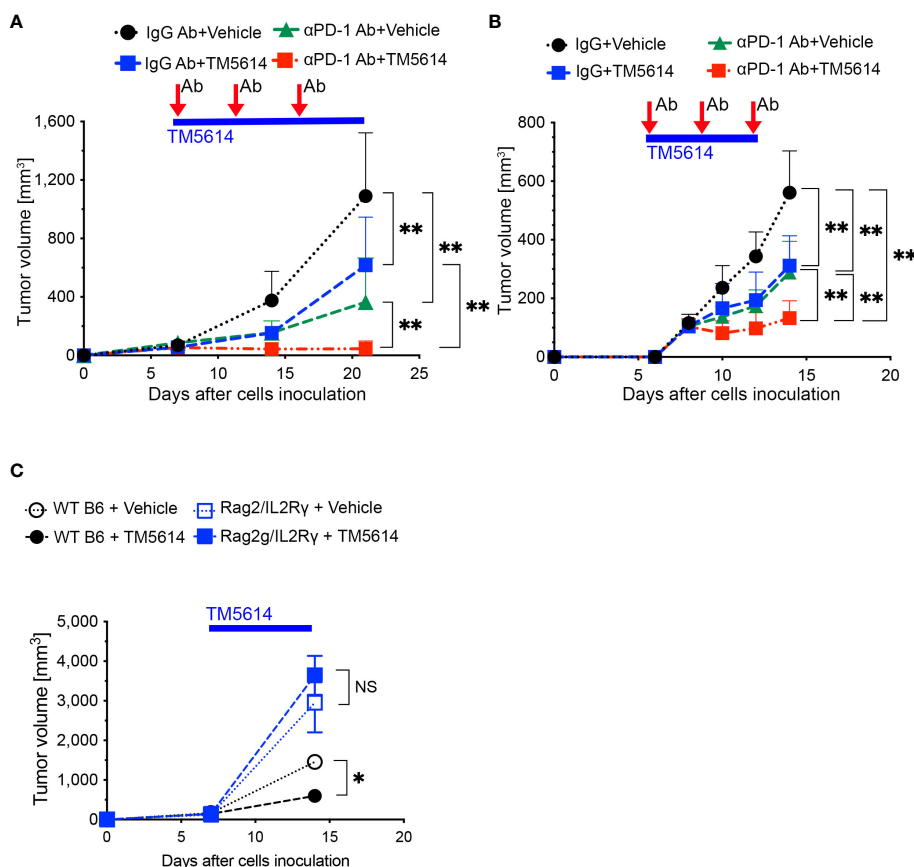 A
IgG Ab+Vehicle αPD-1 Ab+Vehicle
IgG Ab+TM5614 αPD-1 Ab+TM5614
Ab Ab Ab
TM5614
Tumor volume [mm³]
1,600
1,200
800
400
0
** ** ** **
0 5 10 15 20 25
Days after cells inoculation
B
IgG+Vehicle αPD-1 Ab+Vehicle
IgG+TM5614 αPD-1 Ab+TM5614
Ab Ab Ab
TM5614
Tumor volume [mm³]
800
600
400
200
0
** ** **
** **
0 5 10 15 20
Days after cells inoculation
C
WT B6 + Vehicle Rag2/IL2Rγ + Vehicle
WT B6 + TM5614 Rag2g/IL2Rγ + TM5614
TM5614
Tumor volume [mm³]
5,000
4,000
3,000
2,000
1,000
0
NS
*
0 5 10 15 20
Days after cells inoculation